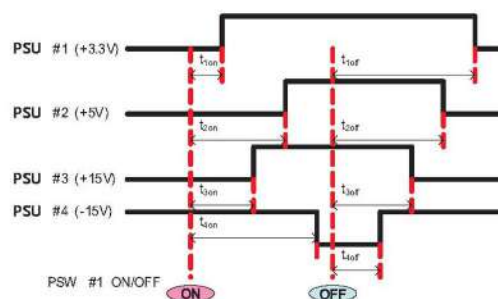 PSU #1 (+3.3V)
t1on
t1off
PSU #2 (+5V)
t2on
t2off
PSU #3 (+15V)
t3on
t3off
PSU #4 (-15V)
t4on
t4off
PSW #1 ON/OFF
ON
OFF